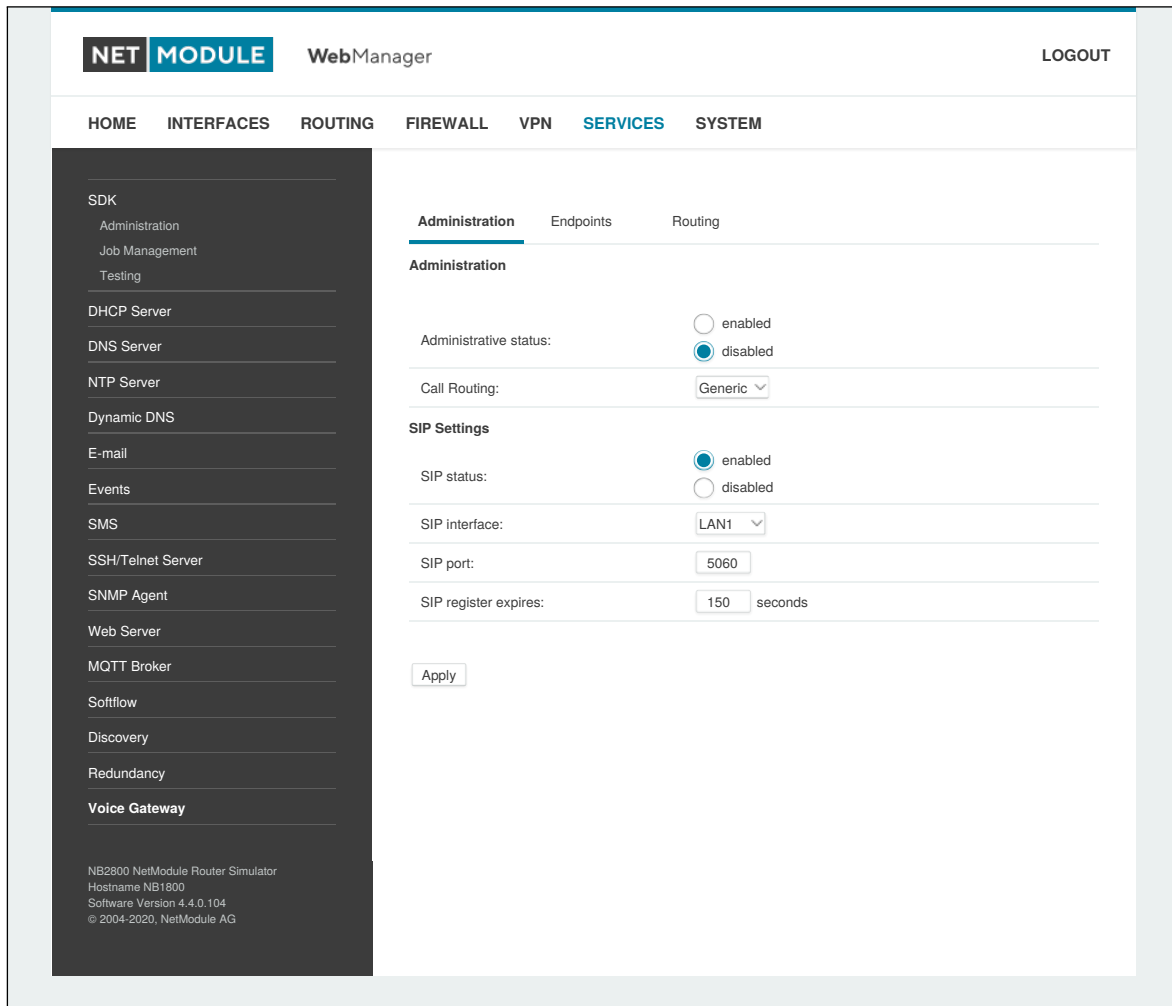 NET MODULE WebManager LOGOUT
HOME INTERFACES ROUTING FIREWALL VPN SERVICES SYSTEM
SDK
Administration
Job Management
Testing
DHCP Server
DNS Server
NTP Server
Dynamic DNS
E-mail
Events
SMS
SSH/Telnet Server
SNMP Agent
Web Server
MQTT Broker
Softflow
Discovery
Redundancy
Voice Gateway
NB2800 NetModule Router Simulator
Hostname NB1800
Software Version 4.4.0.104
© 2004-2020, NetModule AG
Administration Endpoints Routing
Administration
Administrative status:
enabled
disabled
Call Routing: Generic
SIP Settings
SIP status:
enabled
disabled
SIP interface: LAN1
SIP port: 5060
SIP register expires: 150 seconds
Apply